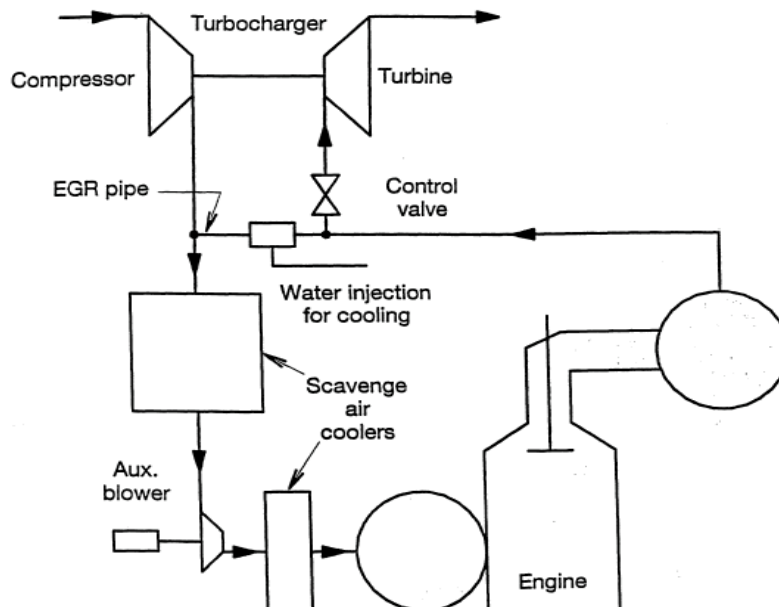 Turbocharger
Compressor
Turbine
EGR pipe
Control
valve
Water injection
for cooling
Scavenge
air
coolers
Aux.
blower
Engine